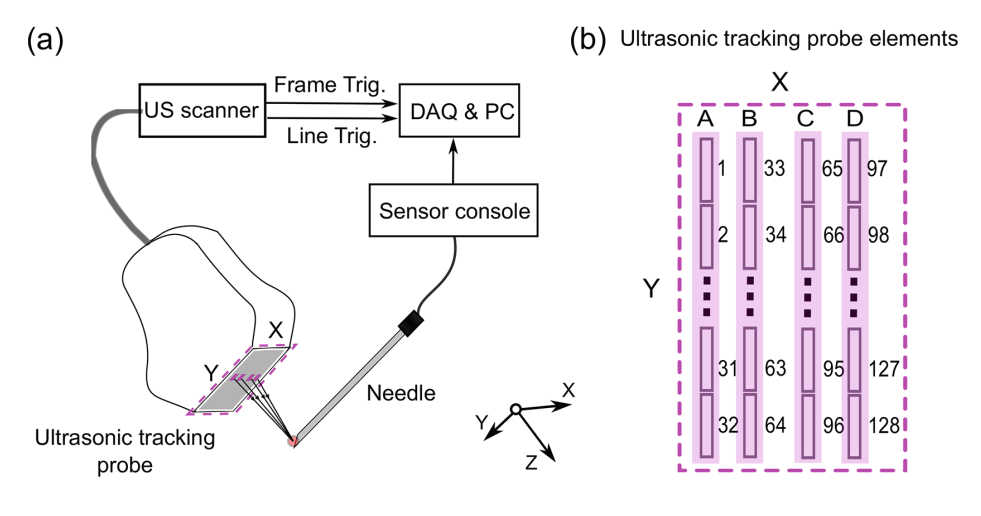 (a)
US scanner
Frame Trig.
Line Trig.
DAQ & PC
Sensor console
X
Y
Needle
Ultrasonic tracking
probe
X
Y
Z
(b) Ultrasonic tracking probe elements
X
A B C D
1 33 65 97
2 34 66 98
Y
31 63 95 127
32 64 96 128